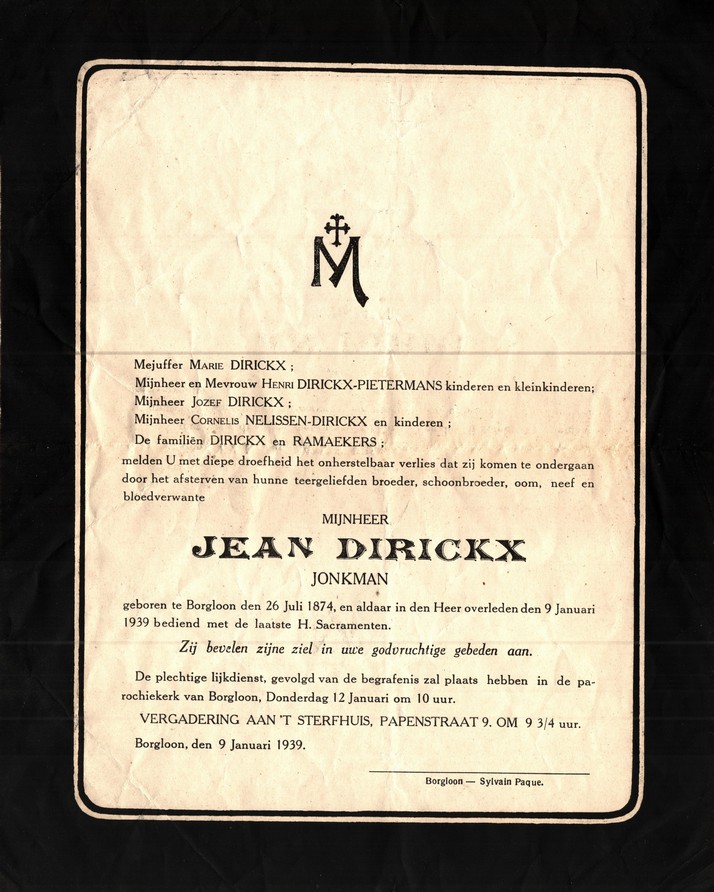 M
Mejuffer Marie DIRICKX ;
Mijnheer en Mevrouw Henri DIRICKX-PIETERMANS kinderen en kleinkinderen;
Mijnheer Jozef DIRICKX ;
Mijnheer Cornelis NELISSEN-DIRICKX en kinderen ;
De familiën DIRICKX en RAMAEKERS ;
melden U met diepe droefheid het onherstelbaar verlies dat zij komen te ondergaan
door het afsterven van hunne teergeliefden broeder, schoonbroeder, oom, neef en
bloedverwante
MIJNHEER
JEAN DIRICKX
JONKMAN
geboren te Borgloon den 26 Juli 1874, en aldaar in den Heer overleden den 9 Januari
1939 bediend met de laatste H. Sacramenten.
Zij bevelen zijne ziel in uwe godvruchtige gebeden aan.
De plechtige lijkdienst, gevolgd van de begrafenis zal plaats hebben in de pa-
rochiekerk van Borgloon, Donderdag 12 Januari om 10 uur.
VERGADERING AAN 'T STERFHUIS, PAPENSTRAAT 9. OM 9 3/4 uur.
Borgloon, den 9 Januari 1939.
Borgloon — Sylvain Paque.